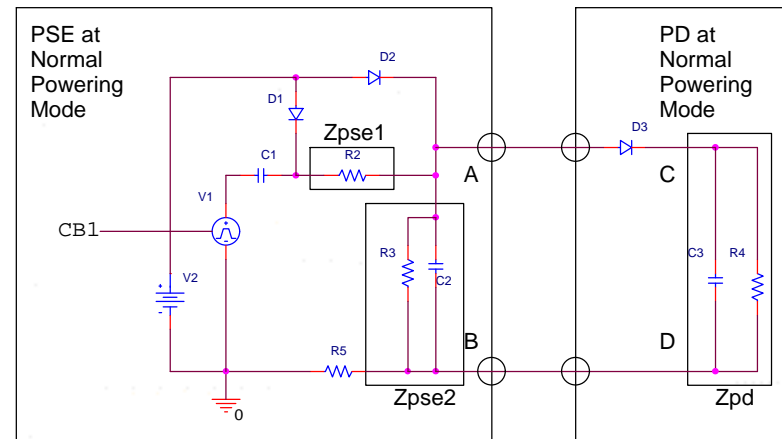 PSE at
Normal
Powering
Mode
PD at
Normal
Powering
Mode
D2
D1
Zpse1
D3
C1
R2
A
C
V1
CB1
R3
C2
C3
R4
V2
+
-
R5
B
D
0
Zpse2
Zpd